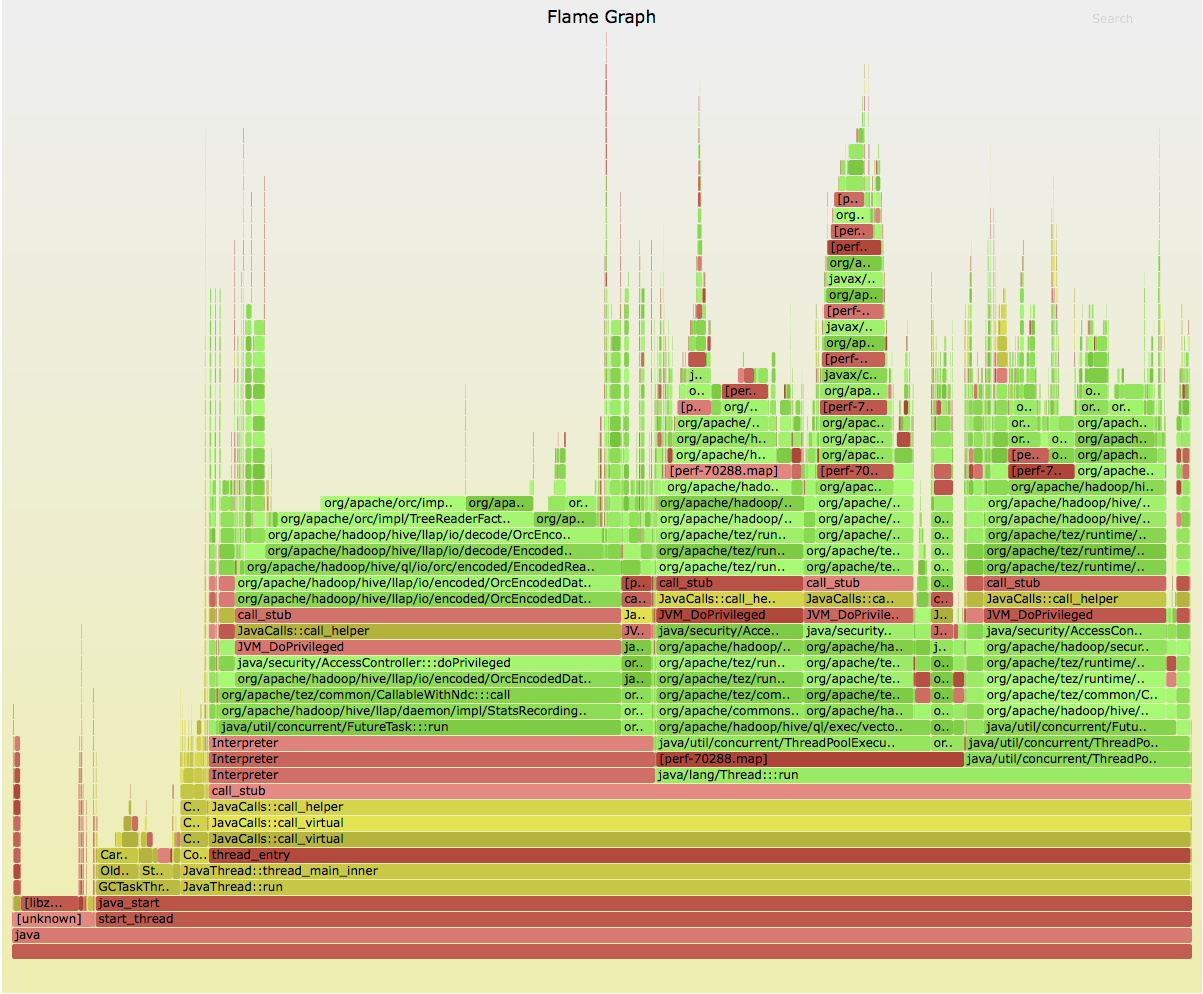 Flame Graph Search
[p..
org..
[per..
[perf..
org/a..
javax/..
org/ap..
[perf-..
javax/..
org/ap..
[perf-..
j.. javax/c..
o.. [per.. org/apa.. o..
[p.. org/.. [perf-7.. o.. or.. or..
org/apache/.. org/apac.. or.. org/apach..
org/apache/h.. org/apac.. or.. o.. org/apach..
org/apache/h.. org/apac.. [pe.. o.. org/apach..
[perf-70288.map] [perf-70.. [perf-7... org/apache..
org/apache/hado.. org/apac.. org/apache/hadoop/hi..
org/apache/orc/imp.. org/apa.. or.. org/apache/hadoop/.. org/apache/.. org/apache/hadoop/hive/..
org/apache/orc/impl/TreeReaderFact.. org/ap.. org/apache/hadoop/.. org/apache/.. o.. org/apache/hadoop/hive/..
org/apache/hadoop/hive/llap/io/decode/OrcEnco.. org/apache/tez/run.. org/apache/te.. o.. org/apache/tez/runtime/..
org/apache/hadoop/hive/llap/io/decode/Encoded.. org/apache/tez/run.. org/apache/te.. o.. org/apache/tez/runtime/..
org/apache/hadoop/hive/ql/io/orc/encoded/EncodedRea.. org/apache/tez/run.. org/apache/te.. o.. org/apache/tez/runtime/..
org/apache/hadoop/hive/llap/io/encoded/OrcEncodedDat.. [p.. call_stub call_stub o.. call_stub
org/apache/hadoop/hive/llap/io/encoded/OrcEncodedDat.. ca.. JavaCalls::call_he.. JavaCalls::ca.. c.. JavaCalls::call_helper
call_stub Ja.. JVM_DoPrivileged JVM_DoPrivile.. J.. JVM_DoPrivileged
JavaCalls::call_helper JV.. java/security/Acce.. java/security.. J.. java/security/AccessCon..
JVM_DoPrivileged ja.. org/apache/hadoop/.. org/apache/ha.. j.. org/apache/hadoop/secur..
java/security/AccessController:::doPrivileged or.. org/apache/tez/run.. org/apache/te.. o.. org/apache/tez/runtime/..
org/apache/hadoop/hive/llap/io/encoded/OrcEncodedDat.. ja.. org/apache/tez/run.. org/apache/te.. o.. org/apache/tez/runtime/..
org/apache/tez/common/CallableWithNdc:::call or.. org/apache/tez/com.. org/apache/te.. o.. org/apache/tez/common/C..
org/apache/hadoop/hive/llap/daemon/impl/StatsRecording.. or.. org/apache/commons.. org/apache/ha.. o.. org/apache/hadoop/hive/..
java/util/concurrent/FutureTask:::run or.. org/apache/hadoop/hive/ql/exec/vecto.. o.. java/util/concurrent/Futu..
Interpreter java/util/concurrent/ThreadPoolExecu.. or.. java/util/concurrent/ThreadPo..
Interpreter [perf-70288.map] java/util/concurrent/ThreadPo..
Interpreter java/lang/Thread:::run
call_stub
C.. JavaCalls::call_helper
C.. JavaCalls::call_virtual
C.. JavaCalls::call_virtual
Car.. Co.. thread_entry
Old.. St.. JavaThread::thread_main_inner
GCTaskThr.. JavaThread::run
[libz... java_start
[unknown] start_thread
java